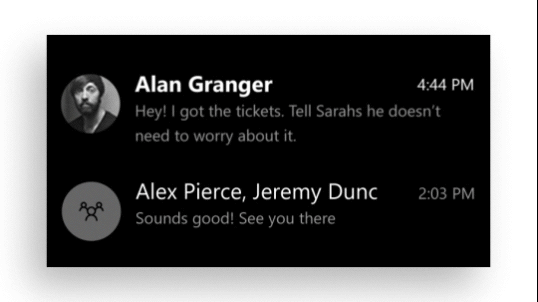 Alan Granger 4:44 PM
Hey! I got the tickets. Tell Sarahs he doesn't
need to worry about it.
Alex Pierce, Jeremy Dunc 2:03 PM
Sounds good! See you there